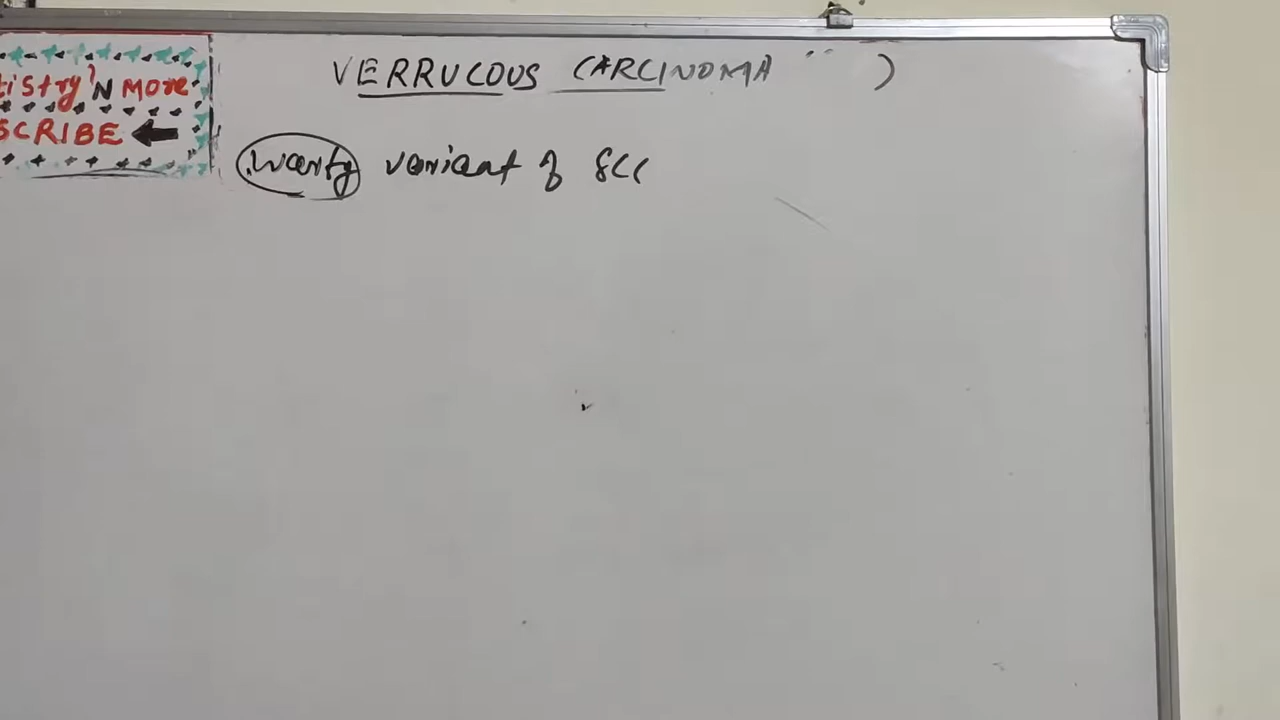 VERRUCOUS CARCINOMA )
tistry'N MORE
SCRIBE
warty variant of SCC